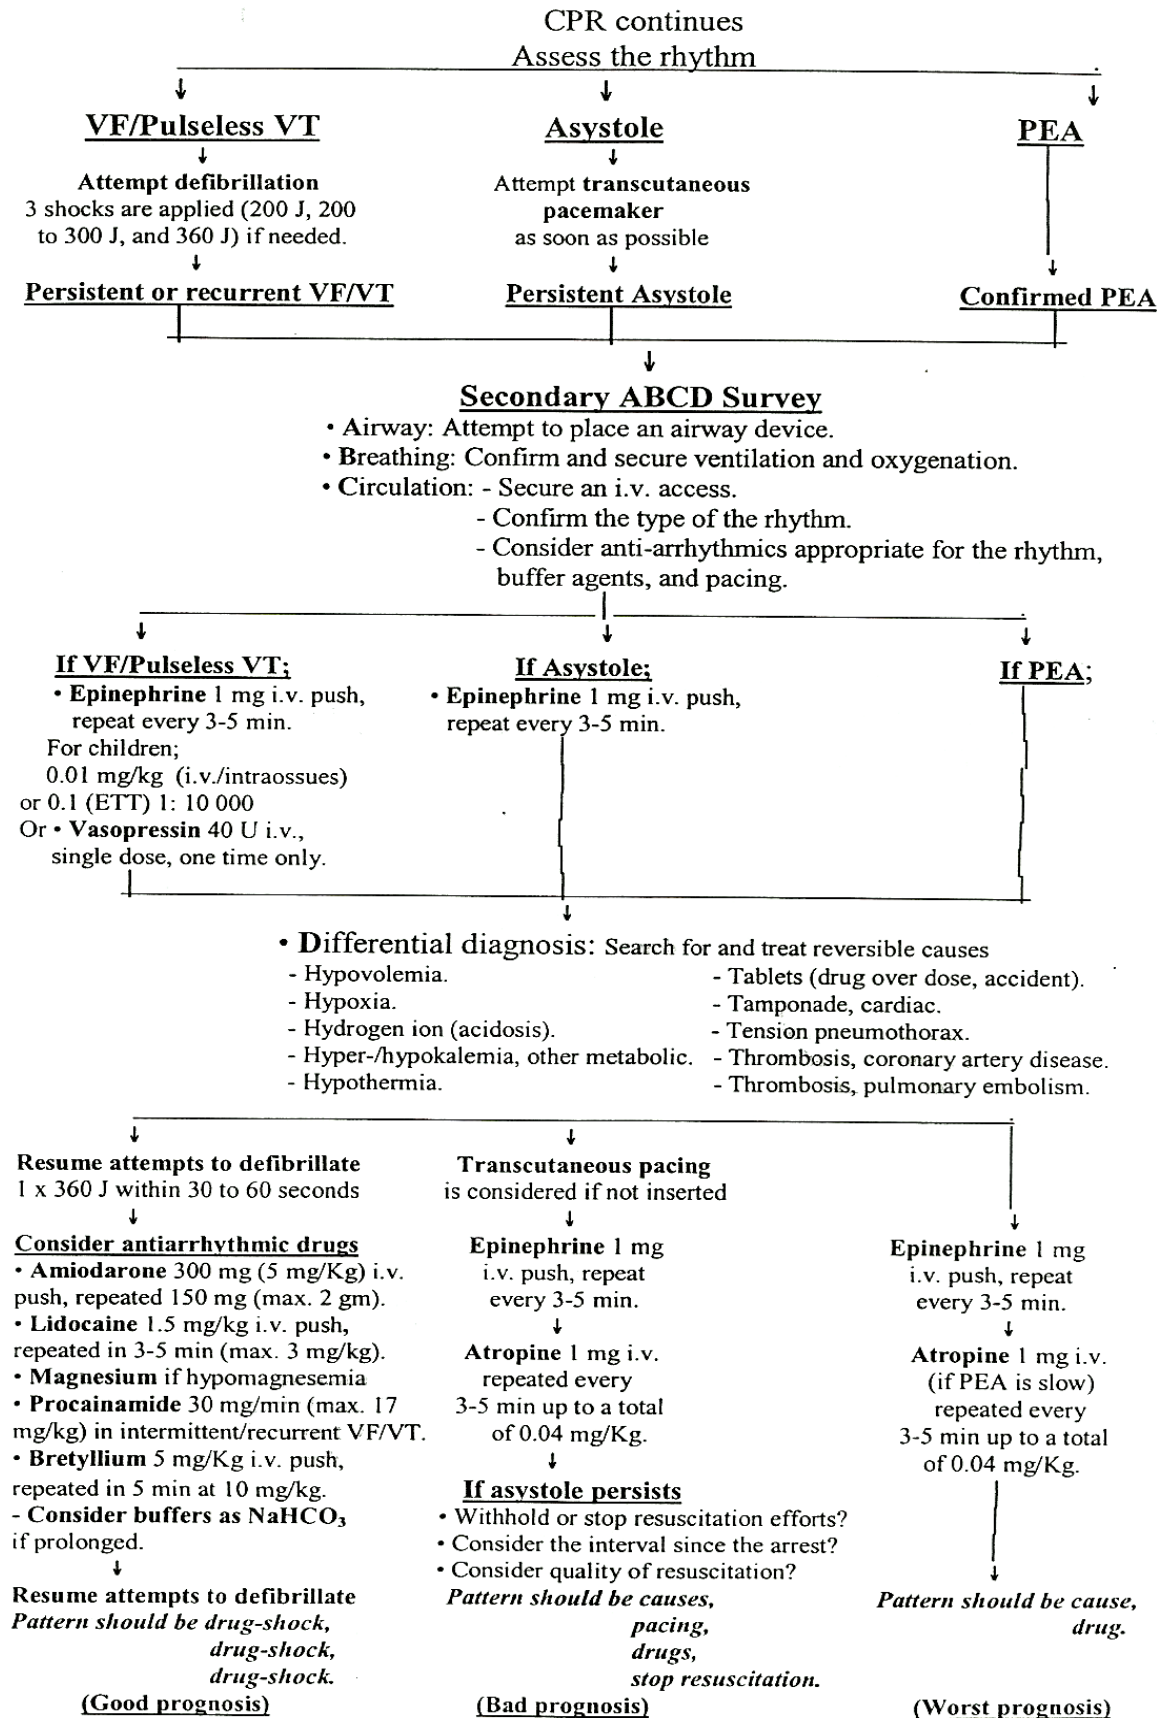 CPR continues
Assess the rhythm
VF/Pulseless VT
Asystole
PEA
Attempt defibrillation
3 shocks are applied (200 J, 200
to 300 J, and 360 J) if needed.
Attempt transcutaneous
pacemaker
as soon as possible
Persistent or recurrent VF/VT
Persistent Asystole
Confirmed PEA
Secondary ABCD Survey
• Airway: Attempt to place an airway device.
• Breathing: Confirm and secure ventilation and oxygenation.
• Circulation: - Secure an i.v. access.
- Confirm the type of the rhythm.
- Consider anti-arrhythmics appropriate for the rhythm,
buffer agents, and pacing.
If VF/Pulseless VT;
• Epinephrine 1 mg i.v. push,
repeat every 3-5 min.
For children;
0.01 mg/kg (i.v./intraossues)
or 0.1 (ETT) 1: 10 000
Or • Vasopressin 40 U i.v.,
single dose, one time only.
If Asystole;
• Epinephrine 1 mg i.v. push,
repeat every 3-5 min.
If PEA;
• Differential diagnosis: Search for and treat reversible causes
- Hypovolemia.
- Hypoxia.
- Hydrogen ion (acidosis).
- Hyper-/hypokalemia, other metabolic.
- Hypothermia.
- Tablets (drug over dose, accident).
- Tamponade, cardiac.
- Tension pneumothorax.
- Thrombosis, coronary artery disease.
- Thrombosis, pulmonary embolism.
Resume attempts to defibrillate
1 x 360 J within 30 to 60 seconds
Consider antiarrhythmic drugs
• Amiodarone 300 mg (5 mg/Kg) i.v.
push, repeated 150 mg (max. 2 gm).
• Lidocaine 1.5 mg/kg i.v. push,
repeated in 3-5 min (max. 3 mg/kg).
• Magnesium if hypomagnesemia
• Procainamide 30 mg/min (max. 17
mg/kg) in intermittent/recurrent VF/VT.
• Bretyllium 5 mg/Kg i.v. push,
repeated in 5 min at 10 mg/kg.
- Consider buffers as NaHCO₃
if prolonged.
Resume attempts to defibrillate
Pattern should be drug-shock,
drug-shock,
drug-shock.
(Good prognosis)
Transcutaneous pacing
is considered if not inserted
Epinephrine 1 mg
i.v. push, repeat
every 3-5 min.
Atropine 1 mg i.v.
repeated every
3-5 min up to a total
of 0.04 mg/Kg.
If asystole persists
• Withhold or stop resuscitation efforts?
• Consider the interval since the arrest?
• Consider quality of resuscitation?
Pattern should be causes,
pacing,
drugs,
stop resuscitation.
(Bad prognosis)
Epinephrine 1 mg
i.v. push, repeat
every 3-5 min.
Atropine 1 mg i.v.
(if PEA is slow)
repeated every
3-5 min up to a total
of 0.04 mg/Kg.
Pattern should be cause,
drug.
(Worst prognosis)